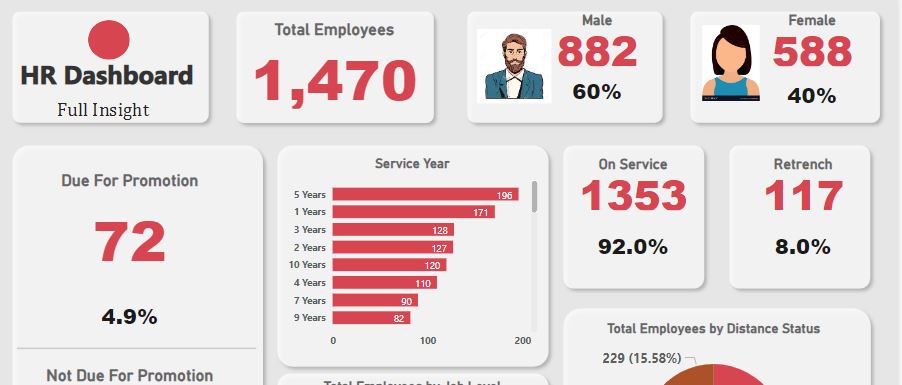 HR Dashboard
Full Insight
Total Employees
1,470
Male
882
60%
Female
588
40%
Due For Promotion
72
4.9%
Not Due For Promotion
Service Year
5 Years 196
1 Years 171
3 Years 128
2 Years 127
10 Years 120
4 Years 110
7 Years 90
9 Years 82
0 100 200
On Service
1353
92.0%
Retrench
117
8.0%
Total Employees by Distance Status
229 (15.58%)
Total Employees by Job Level